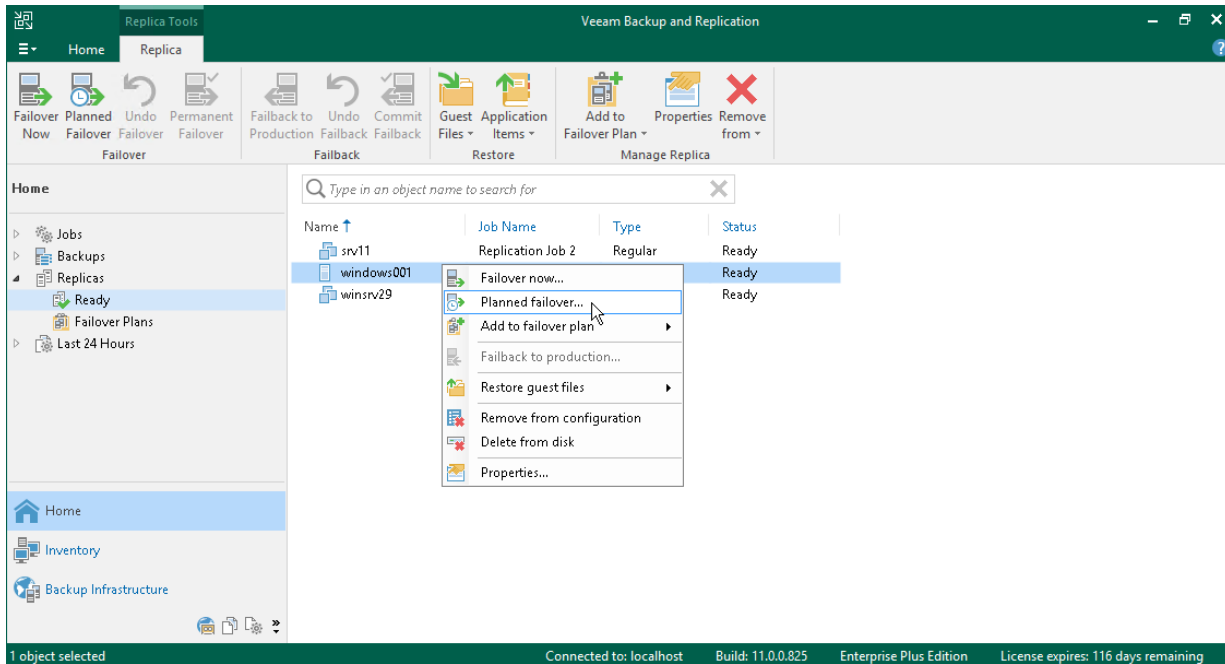 Replica Tools
Veeam Backup and Replication
Home Replica
Failover Now
Planned Failover
Undo Failover
Permanent Failover
Failback to Production
Undo Failback
Commit Failback
Guest Files
Application Items
Add to Failover Plan
Properties
Remove from
Failover
Failback
Restore
Manage Replica
Home
Jobs
Backups
Replicas
Ready
Failover Plans
Last 24 Hours
Home
Inventory
Backup Infrastructure
Type in an object name to search for
Name Job Name Type Status
srv11 Replication Job 2 Regular Ready
windows001 Ready
winsrv29 Ready
Failover now...
Planned failover...
Add to failover plan
Failback to production...
Restore guest files
Remove from configuration
Delete from disk
Properties...
1 object selected
Connected to: localhost
Build: 11.0.0.825
Enterprise Plus Edition
License expires: 116 days remaining